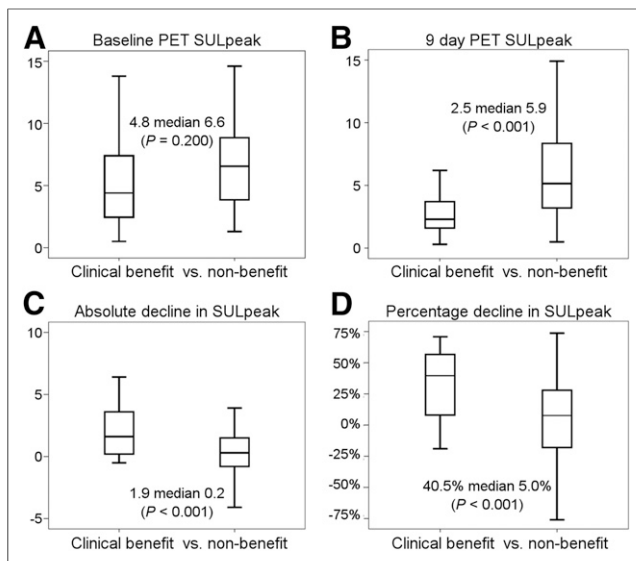 A
Baseline PET SULpeak
15
10
5
0
4.8 median 6.6
(P = 0.200)
Clinical benefit vs. non-benefit
B
9 day PET SULpeak
15
10
5
0
2.5 median 5.9
(P < 0.001)
Clinical benefit vs. non-benefit
C
Absolute decline in SULpeak
10
5
0
-5
1.9 median 0.2
(P < 0.001)
Clinical benefit vs. non-benefit
D
Percentage decline in SULpeak
75%
50%
25%
0%
-25%
-50%
-75%
40.5% median 5.0%
(P < 0.001)
Clinical benefit vs. non-benefit